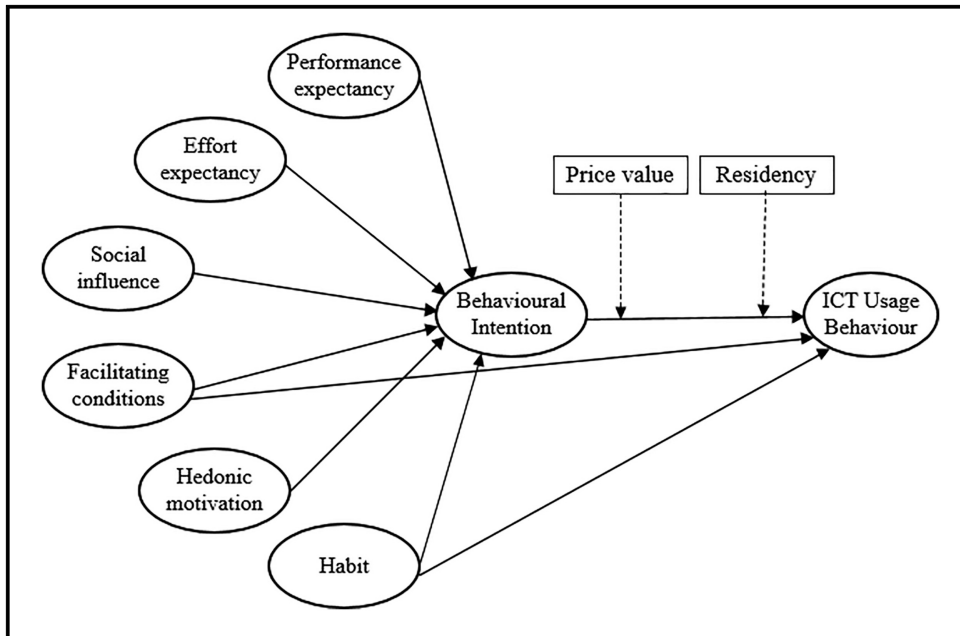 Performance
expectancy
Effort
expectancy
Price value
Residency
Social
influence
Behavioural
Intention
ICT Usage
Behaviour
Facilitating
conditions
Hedonic
motivation
Habit